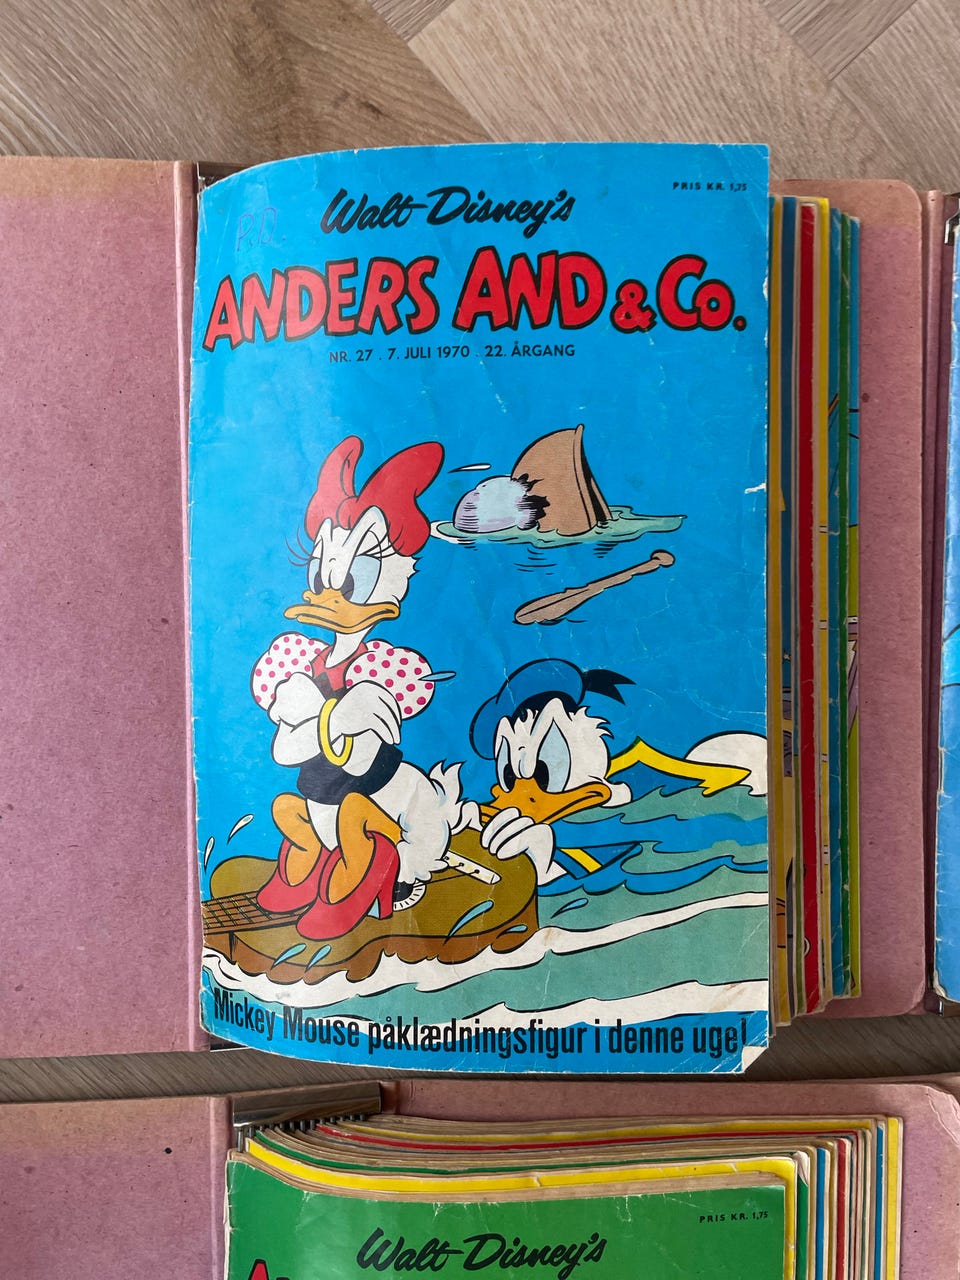 PRIS KR. 1,75
P.D.
Walt Disney's
ANDERS AND & Co.
NR. 27 . 7. JULI 1970 . 22. ÅRGANG
Mickey Mouse påklædningsfigur i denne uge!
PRIS KR. 1,75
Walt Disney's